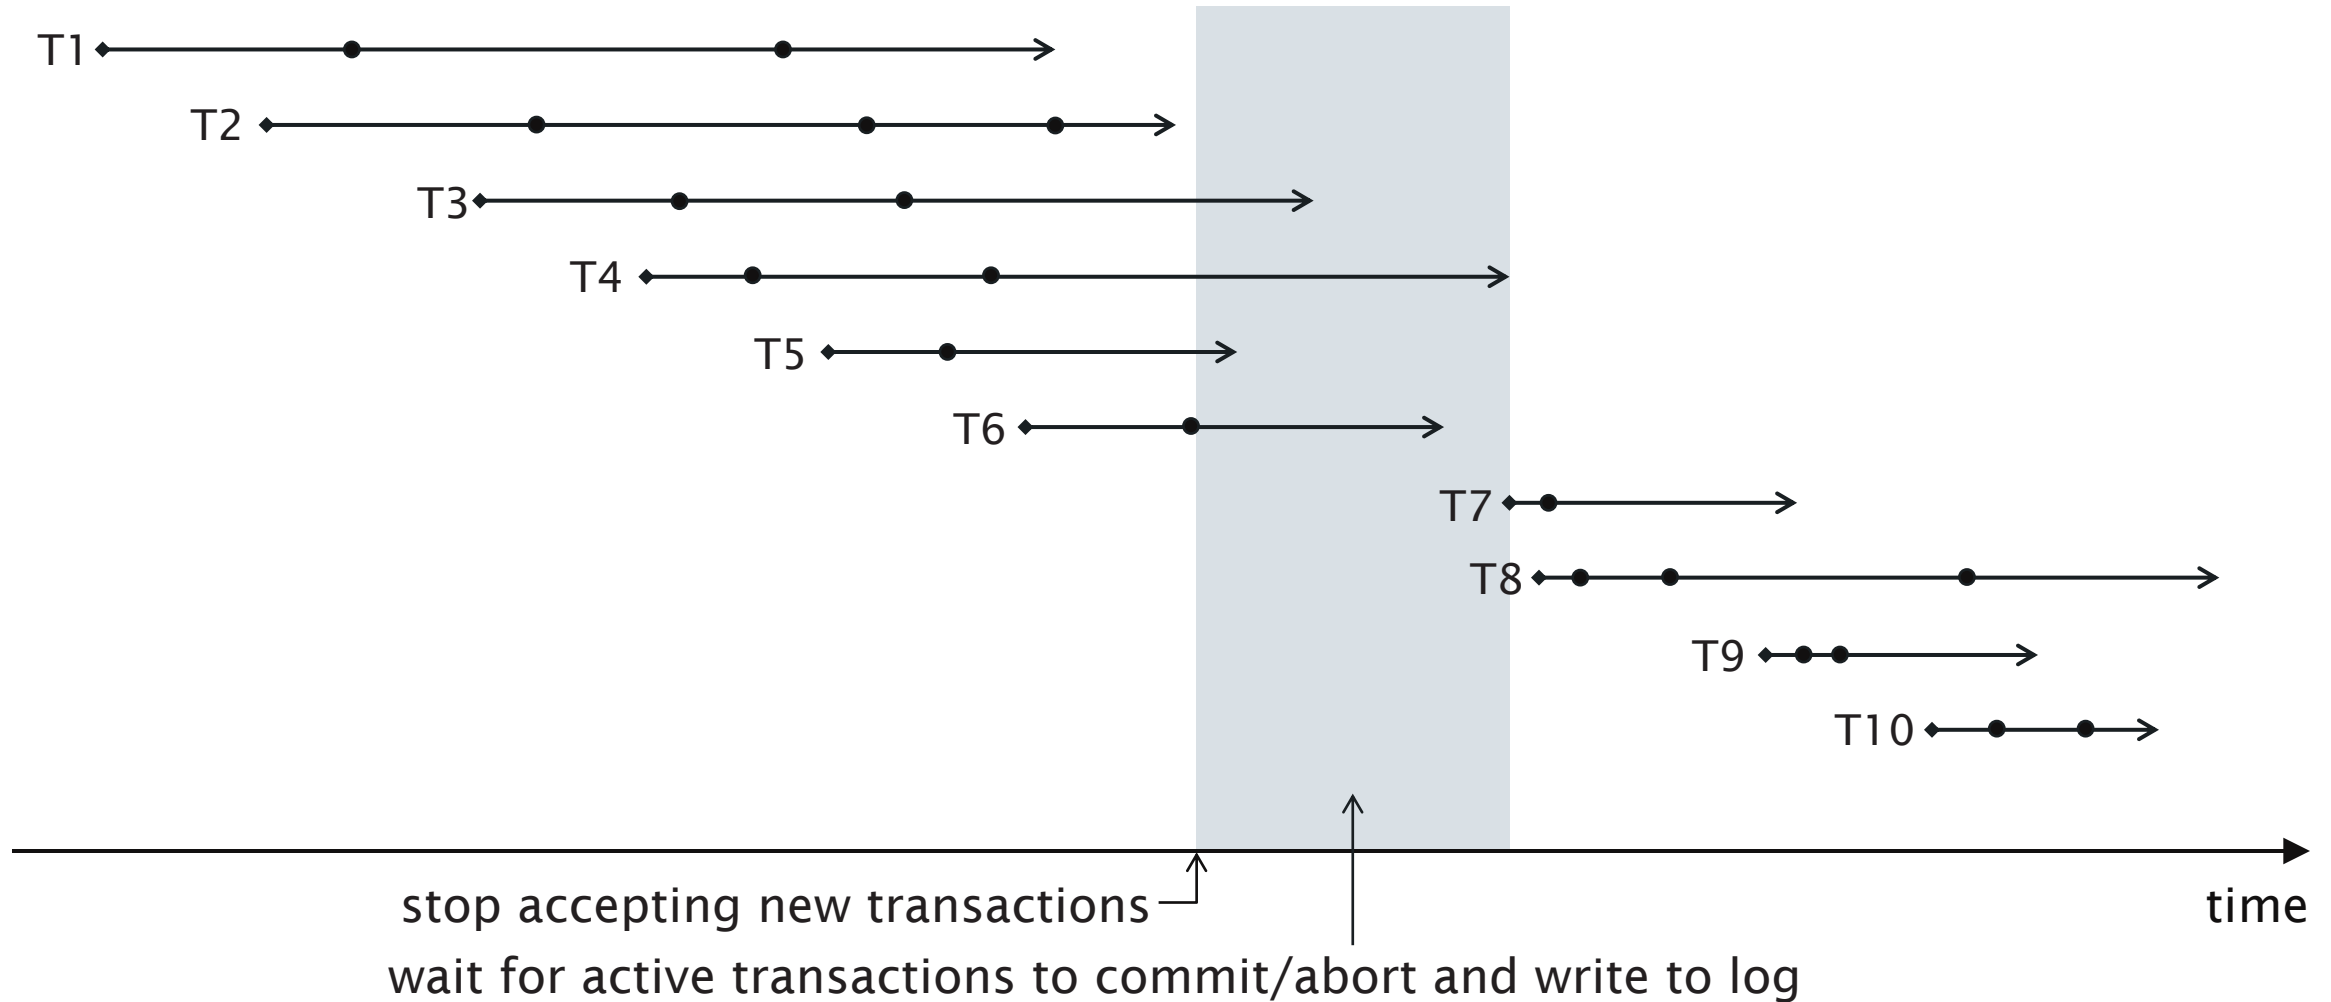 T1
T2
T3
T4
T5
T6
T7
T8
T9
T10
stop accepting new transactions
time
wait for active transactions to commit/abort and write to log